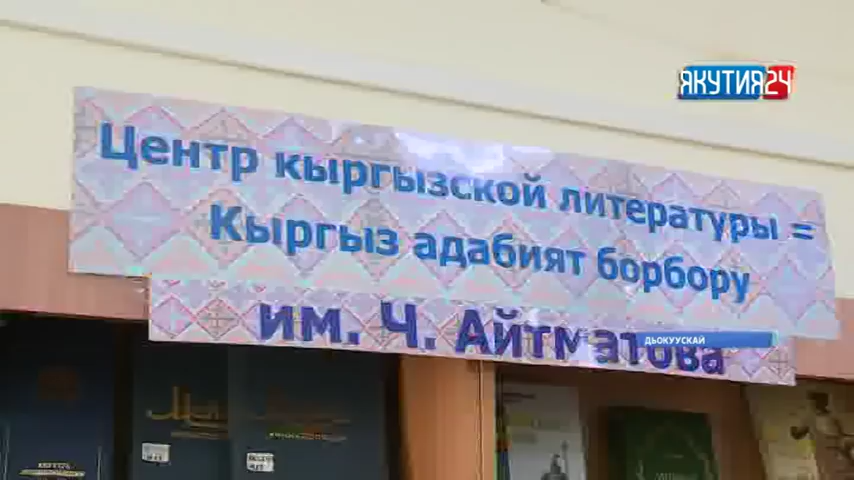 ЯКУТИЯ24
Центр кыргызской литературы =
Кыргыз адабият борбору
им. Ч. Айтматова
ДЬОКУУСКАЙ